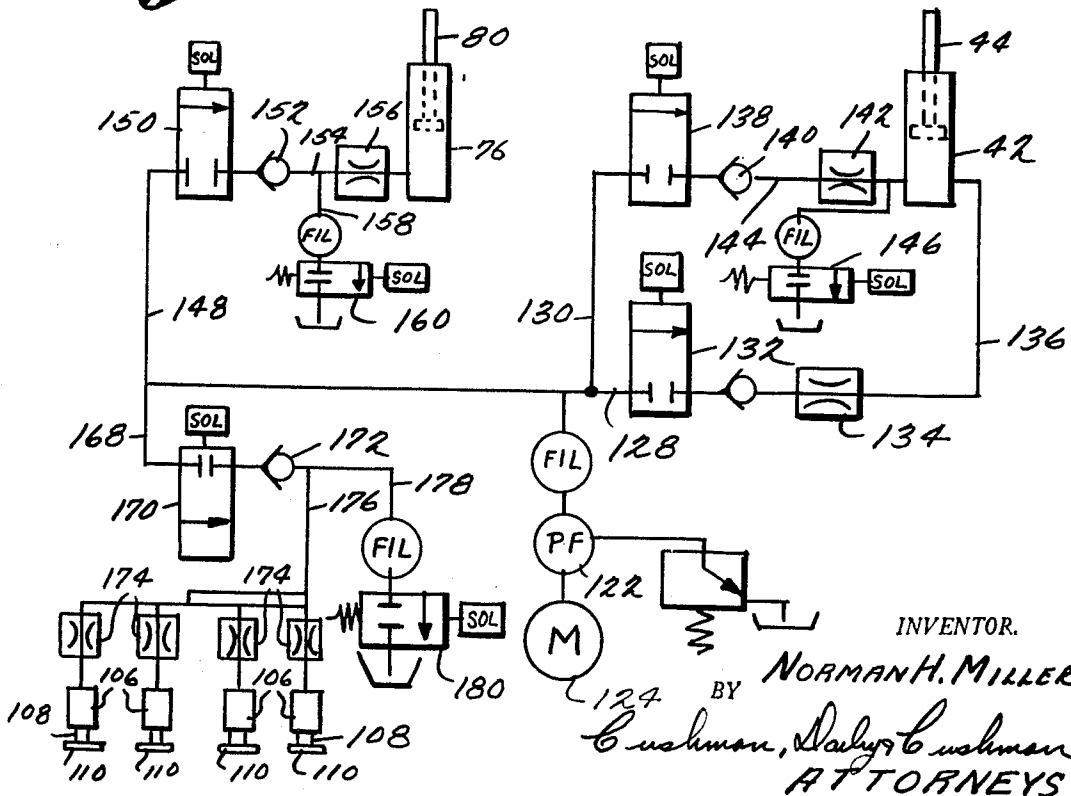 80
44
SOL
SOL
150
152
154
156
76
138
140
142
42
158
FIL
144
FIL
146
SOL
SOL
SOL
148
160
130
132
136
168
SOL
172
128
134
FIL
178
170
176
FIL
PF
122
174
174
SOL
M
INVENTOR.
106
106
180
124
BY
NORMAN H. MILLER
108
108
110
110
110
110
Cushman, Darby & Cushman
ATTORNEYS